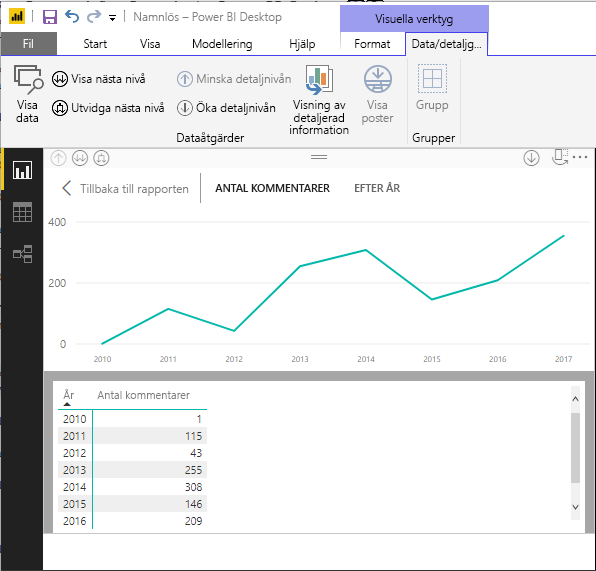 Namnlös – Power BI Desktop
Visuella verktyg
Fil Start Visa Modellering Hjälp Format Data/detaljg...
Visa data
Visa nästa nivå
Utvidga nästa nivå
Minska detaljnivån
Öka detaljnivån
Visning av detaljerad information
Visa poster
Grupp
Dataåtgärder
Grupper
Tillbaka till rapporten ANTAL KOMMENTARER EFTER ÅR
400
200
0
2010 2011 2012 2013 2014 2015 2016 2017
År Antal kommentarer
2010 1
2011 115
2012 43
2013 255
2014 308
2015 146
2016 209